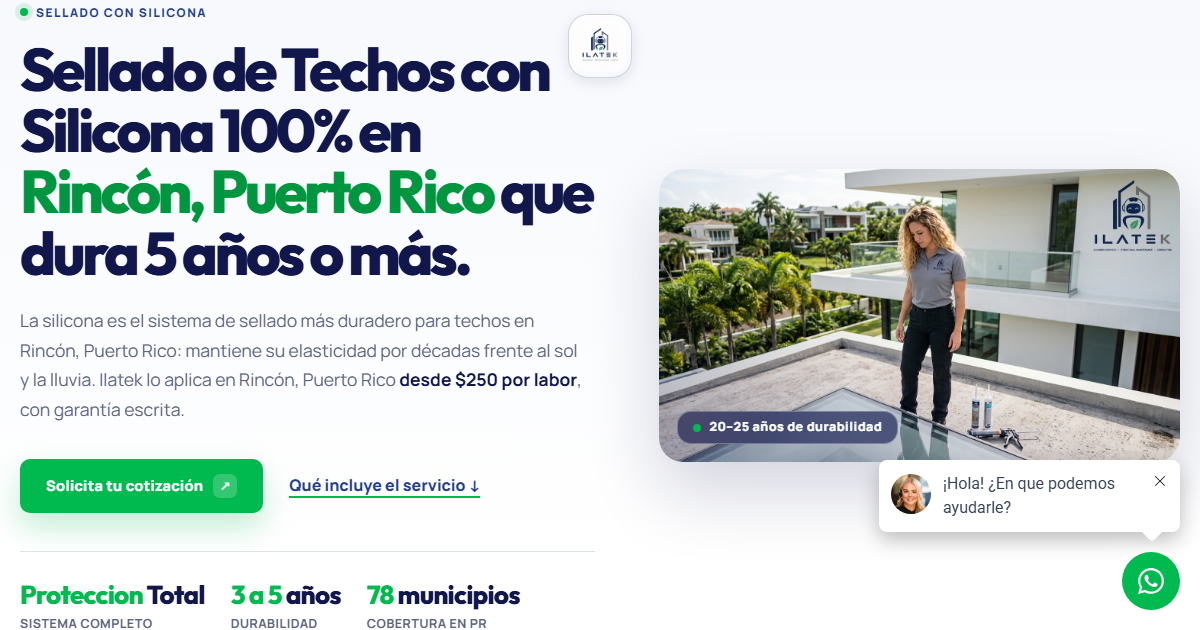 SELLADO CON SILICONA
ILATEK
Sellado de Techos con
Silicona 100% en
Rincón, Puerto Rico que
dura 5 años o más.
La silicona es el sistema de sellado más duradero para techos en
Rincón, Puerto Rico: mantiene su elasticidad por décadas frente al sol
y la lluvia. Ilatek lo aplica en Rincón, Puerto Rico desde $250 por labor,
con garantía escrita.
Solicita tu cotización ↗
Qué incluye el servicio ↓
ILATEK
20–25 años de durabilidad
¡Hola! ¿En que podemos
ayudarle?
Proteccion Total
SISTEMA COMPLETO
3 a 5 años
DURABILIDAD
78 municipios
COBERTURA EN PR